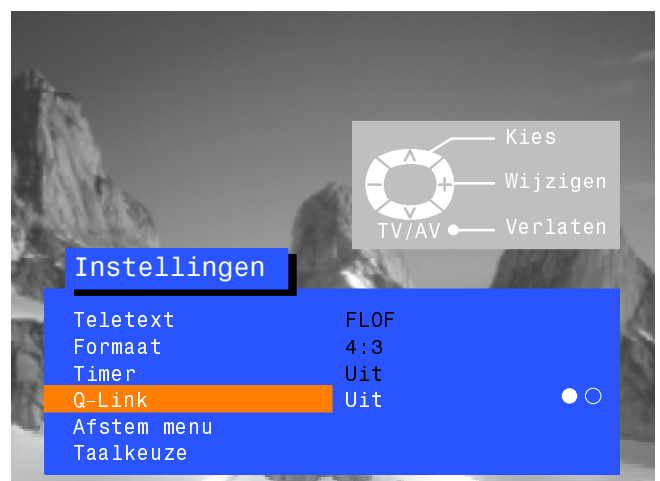 Kies
Wijzigen
TV/AV Verlaten
Instellingen
Teletext FLOF
Formaat 4:3
Timer Uit
Q-Link Uit
Afstem menu
Taalkeuze